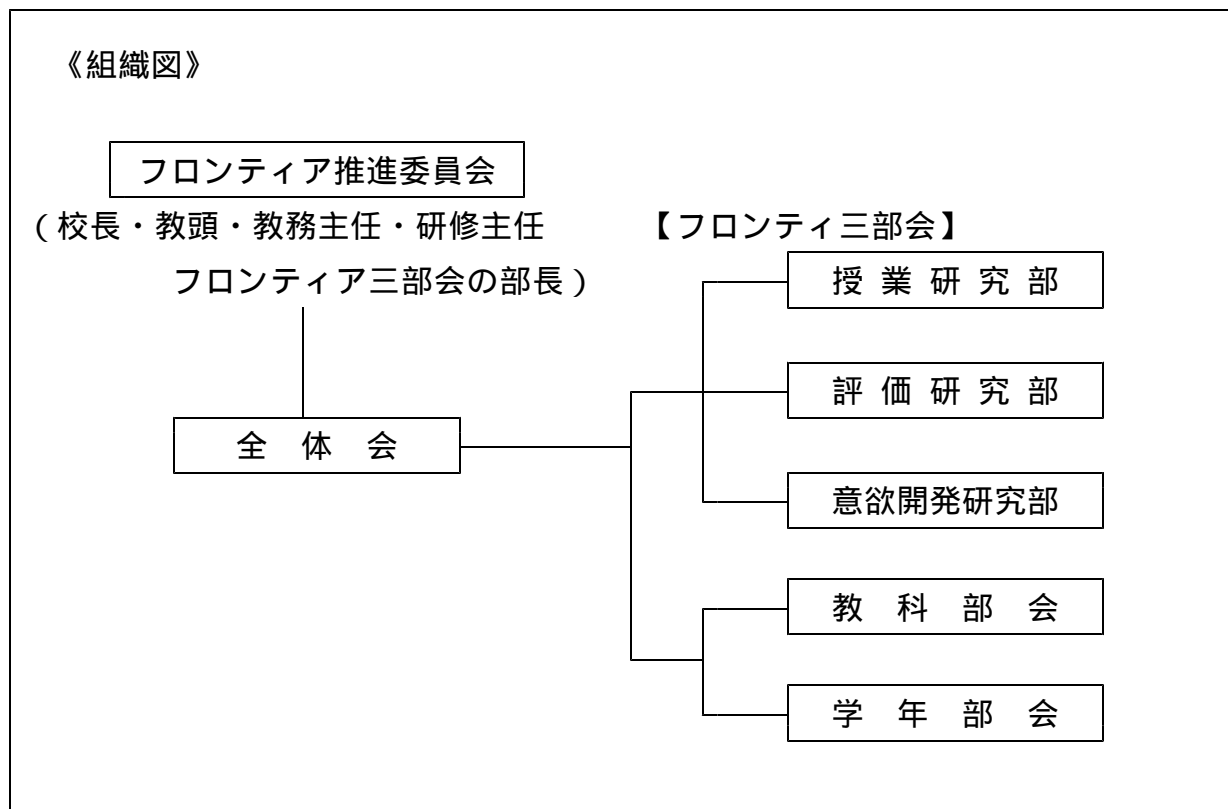 《組織図》
フロンティア推進委員会
(校長・教頭・教務主任・研修主任
フロンティア三部会の部長)
【フロンティ三部会】
授業研究部
評価研究部
意欲開発研究部
全体会
教科部会
学年部会